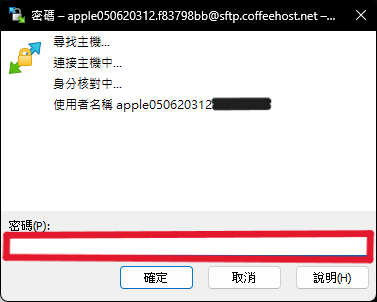 密碼 – apple050620312.f83798bb@sftp.coffeehost.net –...
尋找主機...
連接主機中...
身分核對中...
使用者名稱 apple050620312
密碼(P):
確定
取消
說明(H)